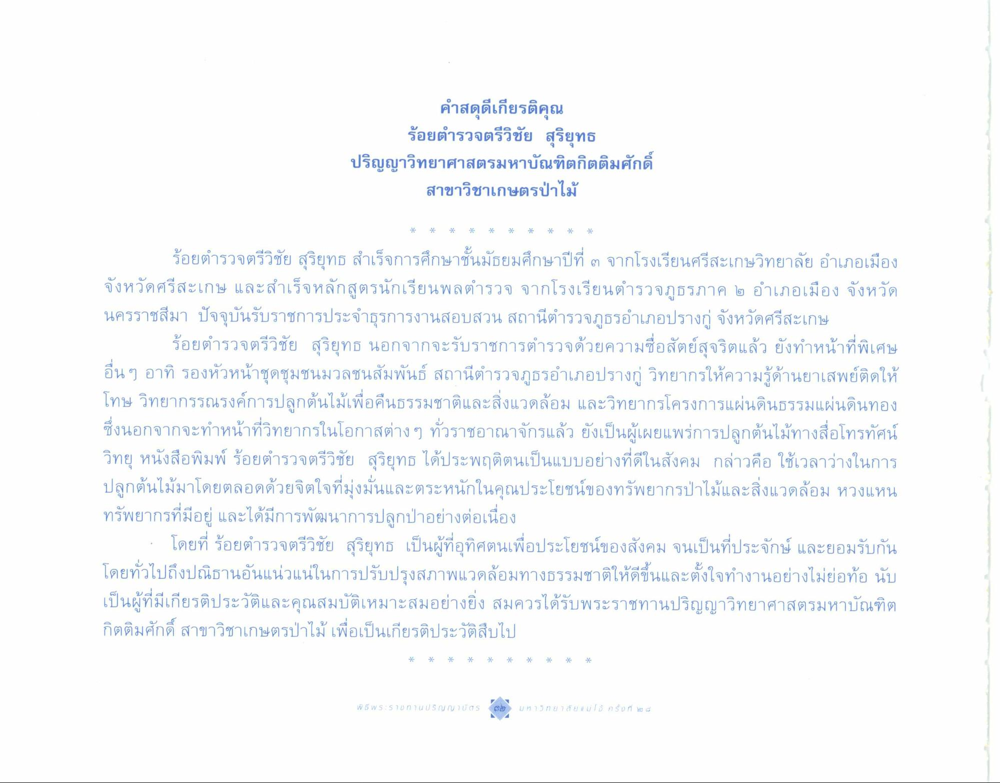 คำสดุดีเกียรติคุณ
ร้อยตำรวจตรีวิชัย สุริยุทธ
ปริญญาวิทยาศาสตรมหาบัณฑิตกิตติมศักดิ์
สาขาวิชาเกษตรป่าไม้
* * * * * * * * * *
ร้อยตำรวจตรีวิชัย สุริยุทธ สำเร็จการศึกษาชั้นมัธยมศึกษาปีที่ ๓ จากโรงเรียนศรีสะเกษวิทยาลัย อำเภอเมือง
จังหวัดศรีสะเกษ และสำเร็จหลักสูตรนักเรียนพลตำรวจ จากโรงเรียนตำรวจภูธรภาค ๒ อำเภอเมือง จังหวัด
นครราชสีมา ปัจจุบันรับราชการประจำธุรการงานสอบสวน สถานีตำรวจภูธรอำเภอปรางกู่ จังหวัดศรีสะเกษ
ร้อยตำรวจตรีวิชัย สุริยุทธ นอกจากจะรับราชการตำรวจด้วยความซื่อสัตย์สุจริตแล้ว ยังทำหน้าที่พิเศษ
อื่นๆ อาทิ รองหัวหน้าชุดชุมชนมวลชนสัมพันธ์ สถานีตำรวจภูธรอำเภอปรางกู่ วิทยากรให้ความรู้ด้านยาเสพย์ติดให้
โทษ วิทยากรรณรงค์การปลูกต้นไม้เพื่อคืนธรรมชาติและสิ่งแวดล้อม และวิทยากรโครงการแผ่นดินธรรมแผ่นดินทอง
ซึ่งนอกจากจะทำหน้าที่วิทยากรในโอกาสต่างๆ ทั่วราชอาณาจักรแล้ว ยังเป็นผู้เผยแพร่การปลูกต้นไม้ทางสื่อโทรทัศน์
วิทยุ หนังสือพิมพ์ ร้อยตำรวจตรีวิชัย สุริยุทธ ได้ประพฤติตนเป็นแบบอย่างที่ดีในสังคม กล่าวคือ ใช้เวลาว่างในการ
ปลูกต้นไม้มาโดยตลอดด้วยจิตใจที่มุ่งมั่นและตระหนักในคุณประโยชน์ของทรัพยากรป่าไม้และสิ่งแวดล้อม หวงแหน
ทรัพยากรที่มีอยู่ และได้มีการพัฒนาการปลูกป่าอย่างต่อเนื่อง
โดยที่ ร้อยตำรวจตรีวิชัย สุริยุทธ เป็นผู้ที่อุทิศตนเพื่อประโยชน์ของสังคม จนเป็นที่ประจักษ์ และยอมรับกัน
โดยทั่วไปถึงปณิธานอันแน่วแน่ในการปรับปรุงสภาพแวดล้อมทางธรรมชาติให้ดีขึ้นและตั้งใจทำงานอย่างไม่ย่อท้อ นับ
เป็นผู้ที่มีเกียรติประวัติและคุณสมบัติเหมาะสมอย่างยิ่ง สมควรได้รับพระราชทานปริญญาวิทยาศาสตรมหาบัณฑิต
กิตติมศักดิ์ สาขาวิชาเกษตรป่าไม้ เพื่อเป็นเกียรติประวัติสืบไป
* * * * * * * * * *
พิธีพระราชทานปริญญาบัตร ๓๒ มหาวิทยาลัยแม่โจ้ ครั้งที่ ๒๘